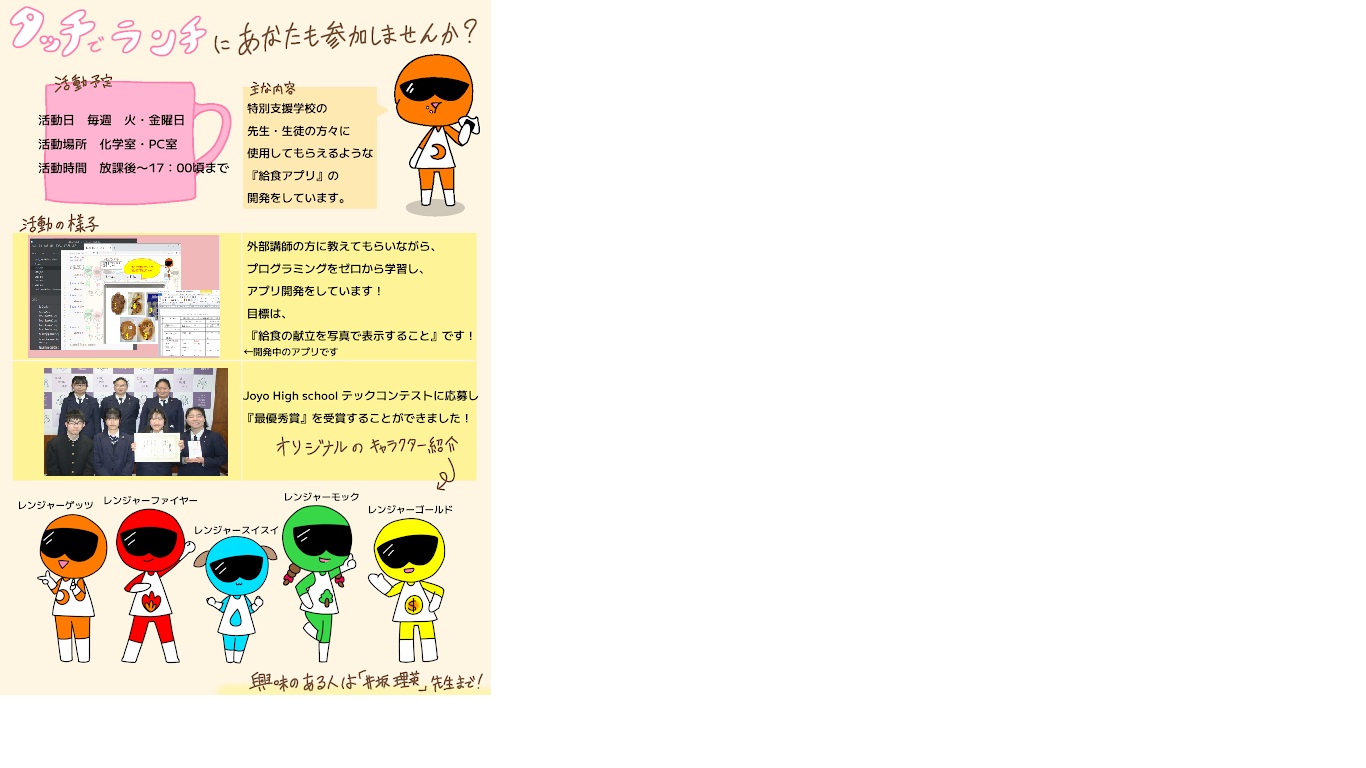 タッチでランチにあなたも参加しませんか?
活動予定
活動日 毎週 火・金曜日
活動場所 化学室・PC室
活動時間 放課後～17：00頃まで
主な内容
特別支援学校の
先生・生徒の方々に
使用してもらえるような
『給食アプリ』の
開発をしています。
活動の様子
外部講師の方に教えてもらいながら、
プログラミングをゼロから学習し、
アプリ開発をしています！
目標は、
『給食の献立を写真で表示すること』です！
←開発中のアプリです
Joyo High school テックコンテストに応募し
『最優秀賞』を受賞することができました！
オリジナルのキャラクター紹介
レンジャーゲッツ
レンジャーファイヤー
レンジャースイスイ
レンジャーモック
レンジャーゴールド
興味のある人は「井坂 理英」先生まで!